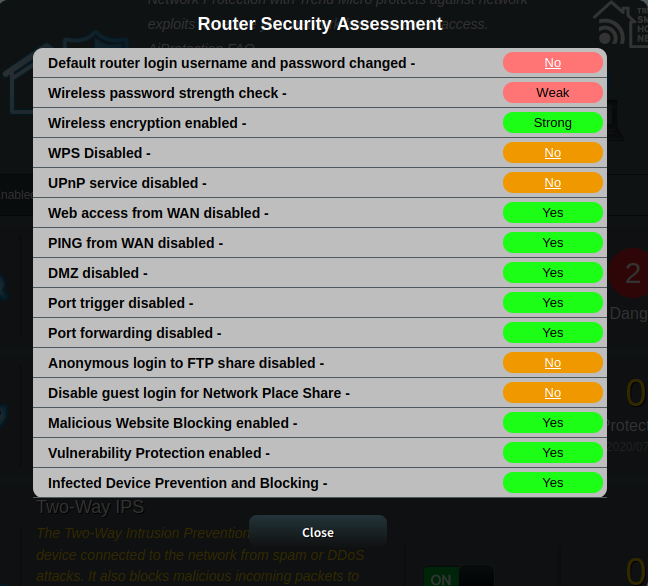 Network Protection with Trend Micro protects against network
Router Security Assessment
exploits
access.
AiProtection FAQ
Default router login username and password changed - No
Wireless password strength check - Weak
Wireless encryption enabled - Strong
WPS Disabled - No
UPnP service disabled - No
Web access from WAN disabled - Yes
PING from WAN disabled - Yes
DMZ disabled - Yes
2
Port trigger disabled - Yes
Dang
Port forwarding disabled - Yes
Anonymous login to FTP share disabled - No
Disable guest login for Network Place Share - No
0
Malicious Website Blocking enabled - Yes
Protect
Vulnerability Protection enabled - Yes
2020/07
Infected Device Prevention and Blocking - Yes
Two-Way IPS
The Two-Way Intrusion Prevention
Close
device connected to the network from spam or DDoS
attacks. It also blocks malicious incoming packets to
ON
0